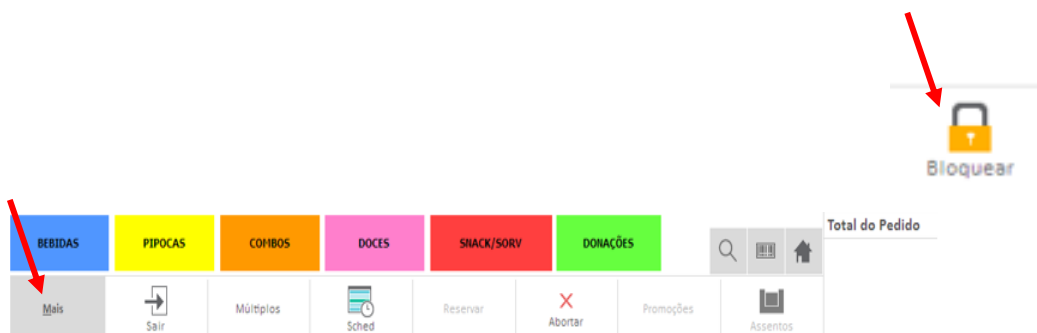 Bloquear
BEBIDAS
PIPOCAS
COMBOS
DOCES
SNACK/SORV
DONAÇÕES
Total do Pedido
Mais
Sair
Múltiplos
Sched
Reservar
Abortar
Promoções
Assentos